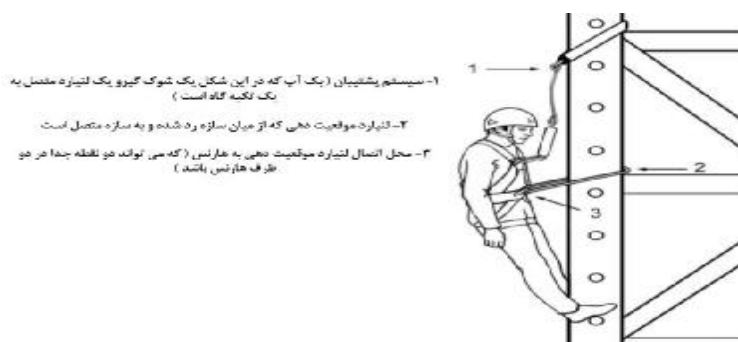 ۱- سیستم پشتیبان ( بک آپ که در این شکل یک شوک گیر و یک لنیارد متصل به
یک تکیه گاه است )
۲- لنیارد موقعیت دهی که از میان سازه رد شده و به سازه متصل است
۳- محل اتصال لنیارد موقعیت دهی به هارنس ( که می تواند دو نقطه جدا در دو
طرف هارنس باشد )
1
2
3